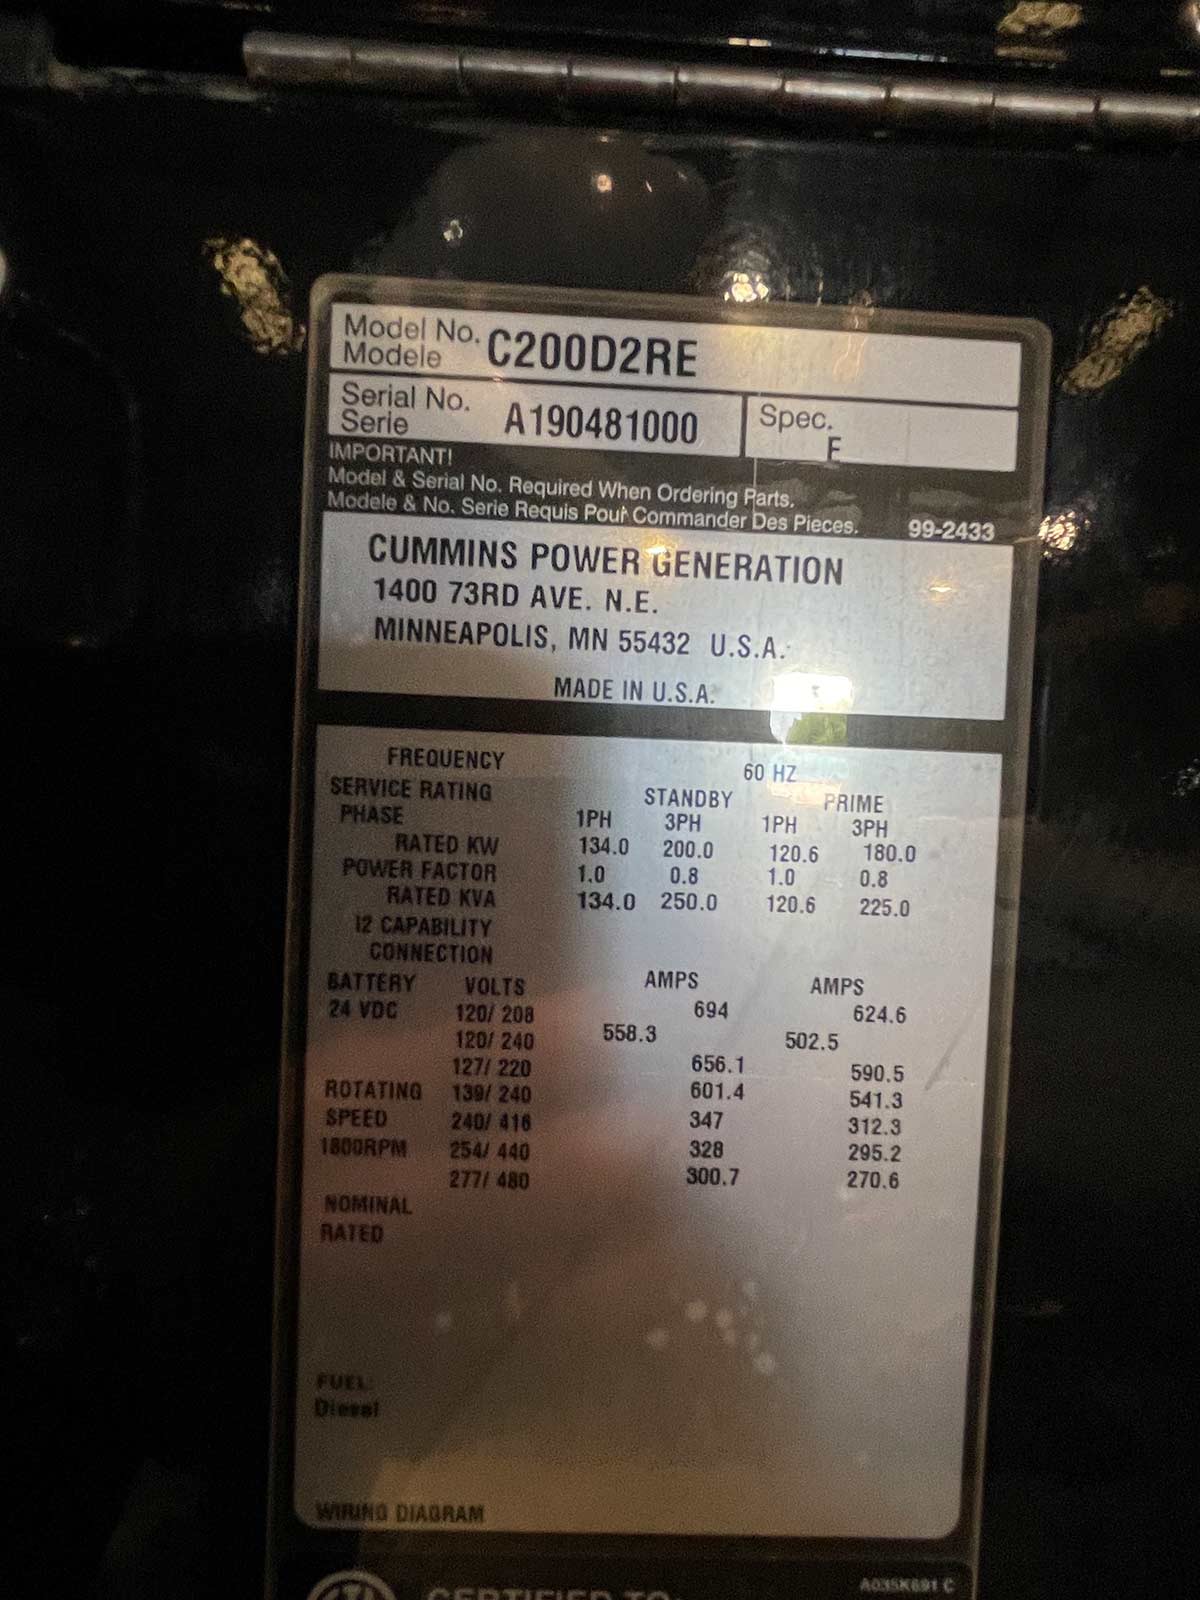 Model No. C200D2RE
Modele
Serial No. A190481000 Spec.
Serie F
IMPORTANT!
Model & Serial No. Required When Ordering Parts.
Modele & No. Serie Requis Pour Commander Des Pieces. 99-2433
CUMMINS POWER GENERATION
1400 73RD AVE. N.E.
MINNEAPOLIS, MN 55432 U.S.A.
MADE IN U.S.A.
FREQUENCY 60 HZ
SERVICE RATING STANDBY PRIME
PHASE 1PH 3PH 1PH 3PH
RATED KW 134.0 200.0 120.6 180.0
POWER FACTOR 1.0 0.8 1.0 0.8
RATED KVA 134.0 250.0 120.6 225.0
I2 CAPABILITY
CONNECTION
BATTERY VOLTS AMPS AMPS
24 VDC 120/ 208 694 624.6
120/ 240 558.3 502.5
127/ 220 656.1 590.5
ROTATING 139/ 240 601.4 541.3
SPEED 240/ 416 347 312.3
1800RPM 254/ 440 328 295.2
277/ 480 300.7 270.6
NOMINAL
RATED
FUEL:
Diesel
WIRING DIAGRAM
A035K691 C
CERTIFIED TO: